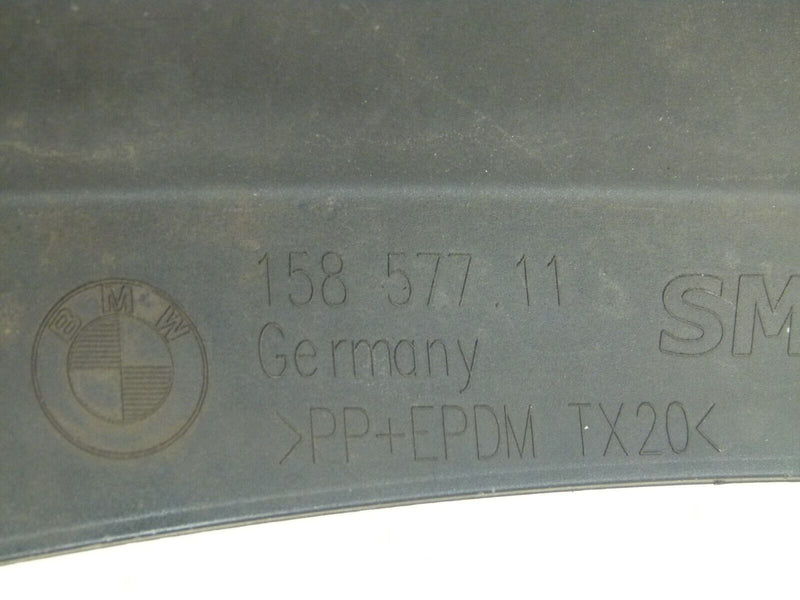 BMW
158 577.11
Germany
>PP+EPDM TX20<
SM